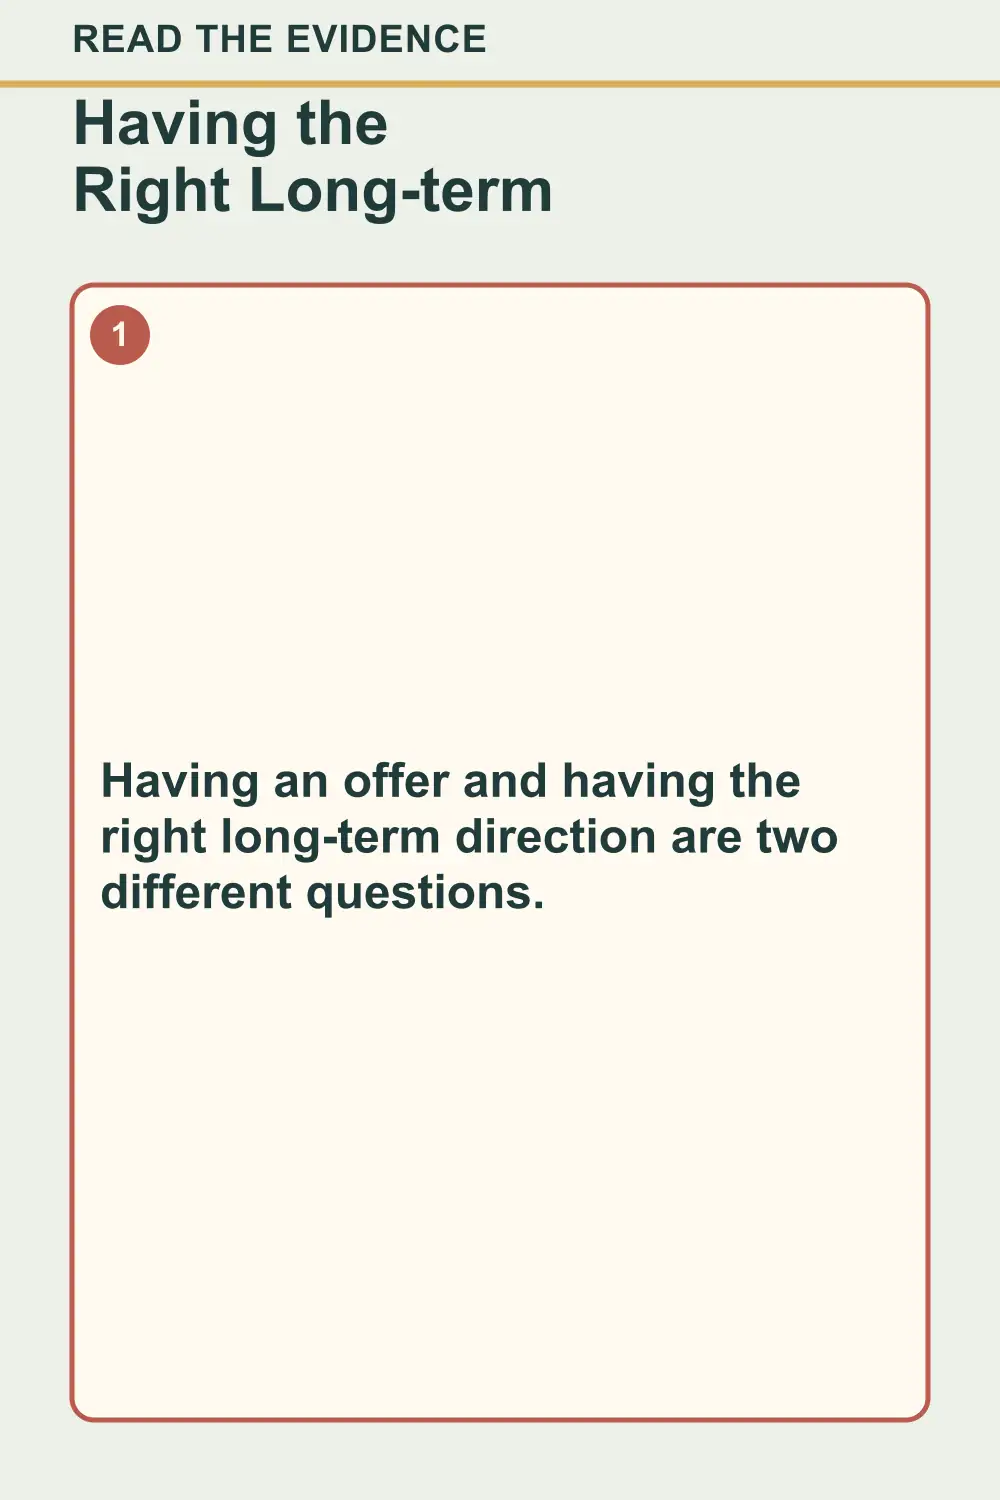 READ THE EVIDENCE
Having the
Right Long-term
1
Having an offer and having the
right long-term direction are two
different questions.